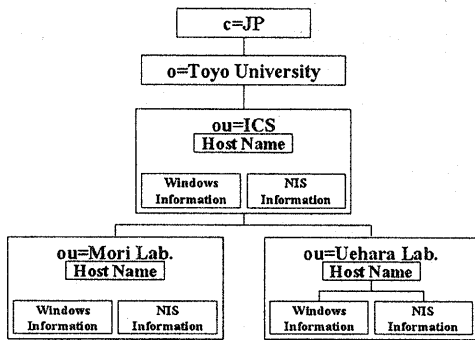 c=JP
o=Toyo University
ou=ICS
Host Name
Windows
Information
NIS
Information
ou=Mori Lab.
Host Name
Windows
Information
NIS
Information
ou=Uehara Lab.
Host Name
Windows
Information
NIS
Information